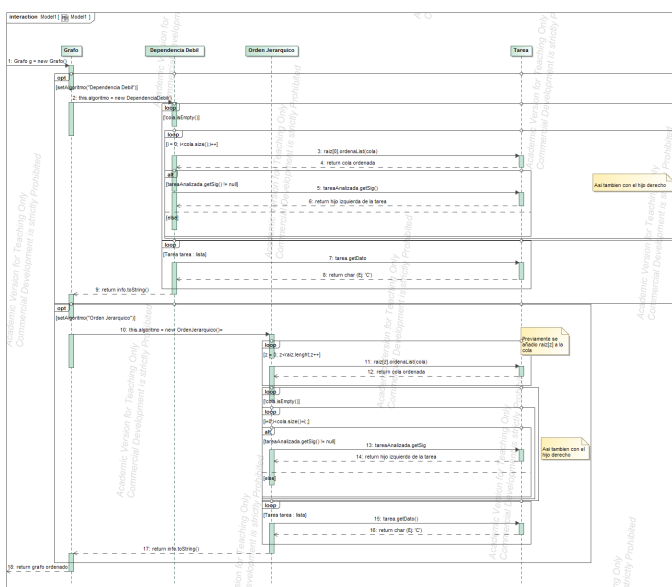 interaction Model1 [ Model1 ]
Grafo
Dependencia Debil
Orden Jerarquico
Tarea
1: Grafo g = new Grafo()
opt
[setAlgoritmo("Dependencia Debil")]
2: this.algoritmo = new DependenciaDebil()
loop
[!cola.isEmpty()]
loop
[i = 0; i<cola.size();i++]
3: raiz[0].ordenaList(cola)
4: return cola ordenada
alt
[tareaAnalizada.getSig() != null]
5: tareaAnalizada.getSig()
6: return hijo izquierda de la tarea
Asi tambien con el hijo derecho
[else]
loop
[Tarea tarea : lista]
7: tarea.getDato
8: return char (Ej: 'C')
9: return info.toString()
opt
[setAlgoritmo("Orden Jerarquico")]
10: this.algoritmo = new OrdenJerarquico()=
loop
[z = 0; z<raiz.lenght;z++]
Previamente se
añadio raiz[z] a la
cola
11: raiz[z].ordenaList(cola)
12: return cola ordenada
loop
[!cola.isEmpty()]
loop
alt
[tareaAnalizada.getSig() != null]
13: tareaAnalizada.getSig
14: return hijo izquierdo de la tarea
Asi tambien con el
hijo derecho
[else]
loop
[Tarea tarea : lista]
15: tarea.getDato()
16: return char (Ej: 'C')
17: return info.toString()
18: return grafo ordenado
Academic Version for Teaching Only
Commercial Development is strictly Prohibited